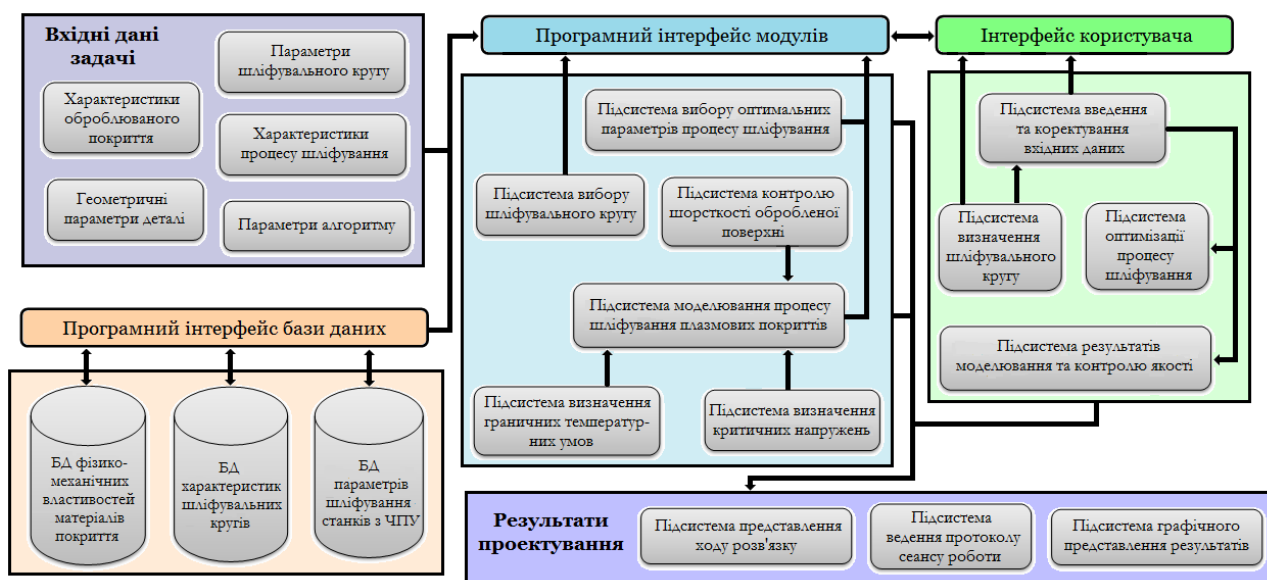 Вхідні дані
задачі
Параметри
шліфувального кругу
Характеристики
оброблюваного
покриття
Характеристики
процесу шліфування
Геометричні
параметри деталі
Параметри алгоритму
Програмний інтерфейс бази даних
БД фізико-
механічних
властивостей
матеріалів
покриття
БД
характеристик
шліфувальних
кругів
БД
параметрів
шліфування
станків з ЧПУ
Програмний інтерфейс модулів
Підсистема вибору оптимальних
параметрів процесу шліфування
Підсистема вибору
шліфувального кругу
Підсистема контролю
шорсткості обробленої
поверхні
Підсистема моделювання процесу
шліфування плазмових покриттів
Підсистема визначення
граничних температур-
них умов
Підсистема визначення
критичних напружень
Інтерфейс користувача
Підсистема введення
та коректування
вхідних даних
Підсистема
визначення
шліфувального
кругу
Підсистема
оптимізації
процесу
шліфування
Підсистема результатів
моделювання та контролю якості
Результати
проектування
Підсистема представлення
ходу розв'язку
Підсистема
ведення протоколу
сеансу роботи
Підсистема графічного
представлення результатів